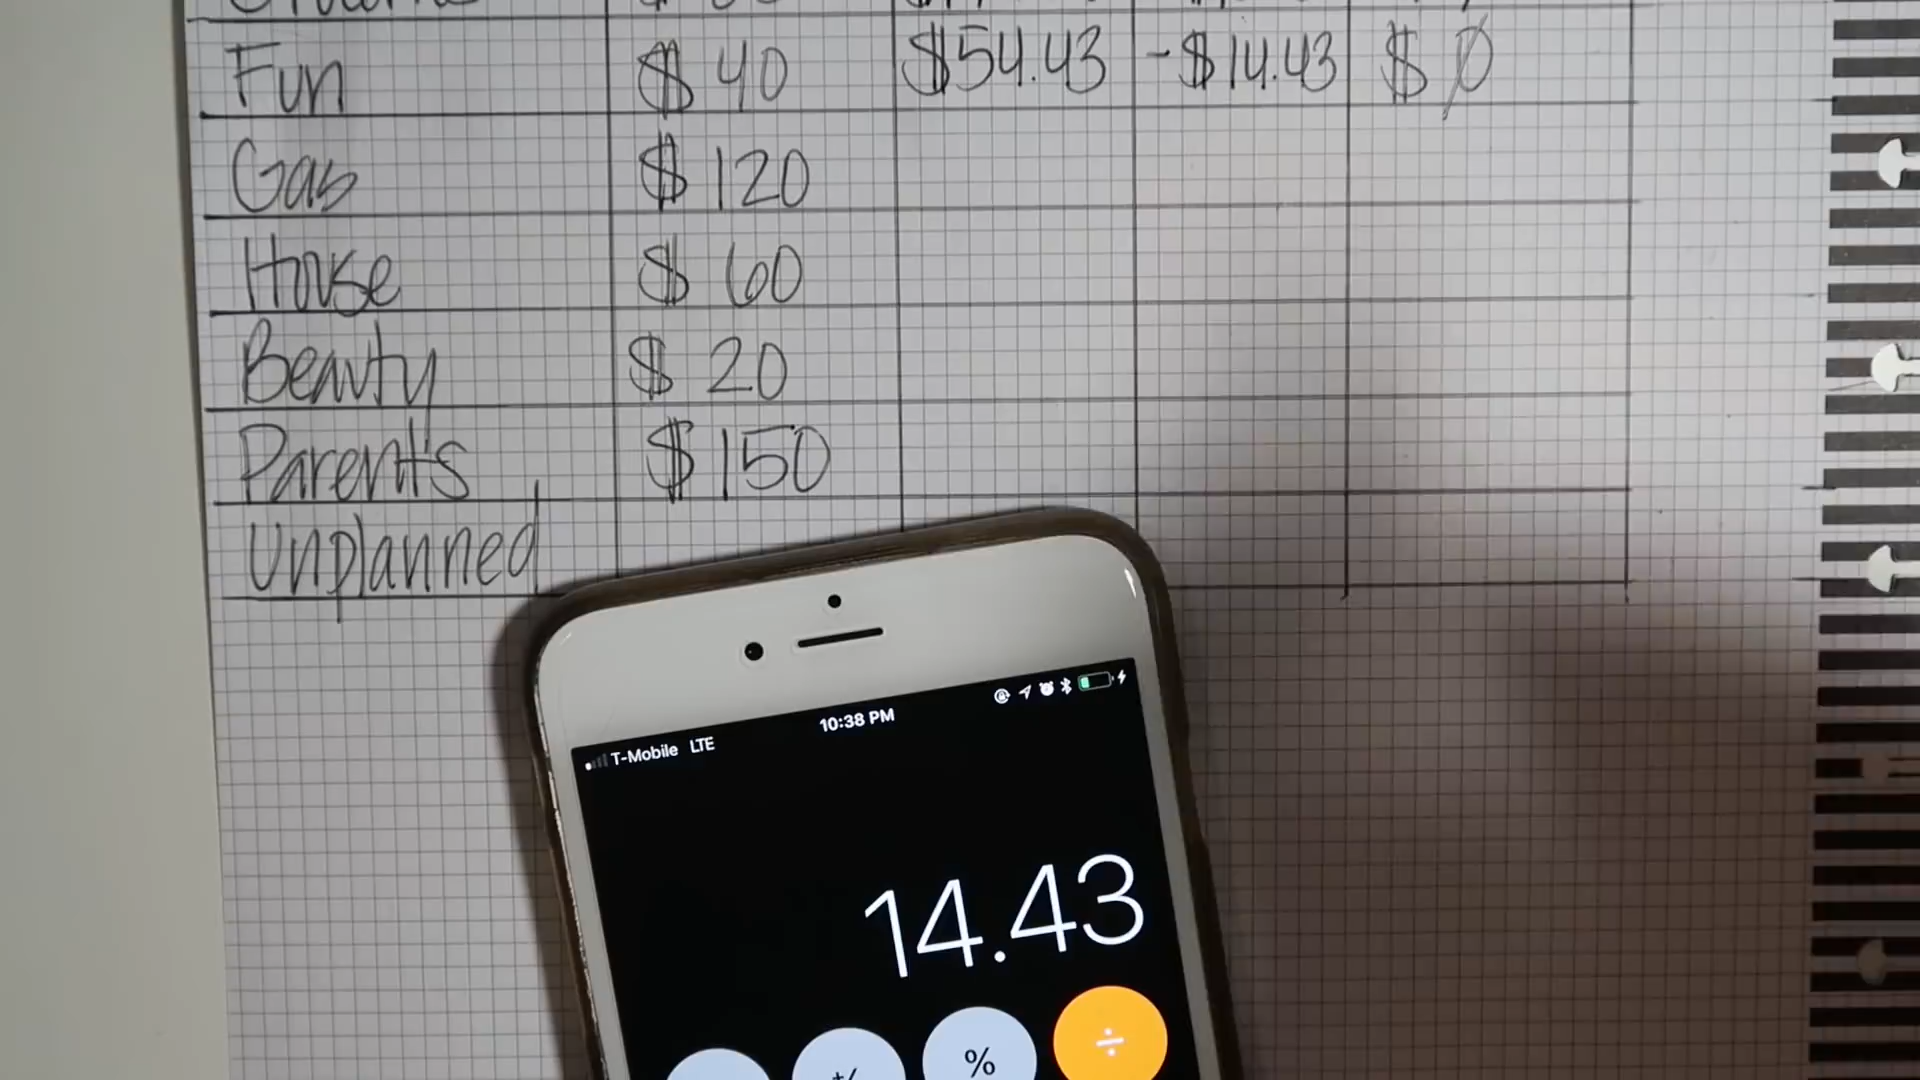 Fun $ 40 $54.43 -$14.43 $ 0
Gas $ 120
House $ 60
Beauty $ 20
Parents $ 150
Unplanned
10:38 PM
T-Mobile LTE
14.43
%
÷